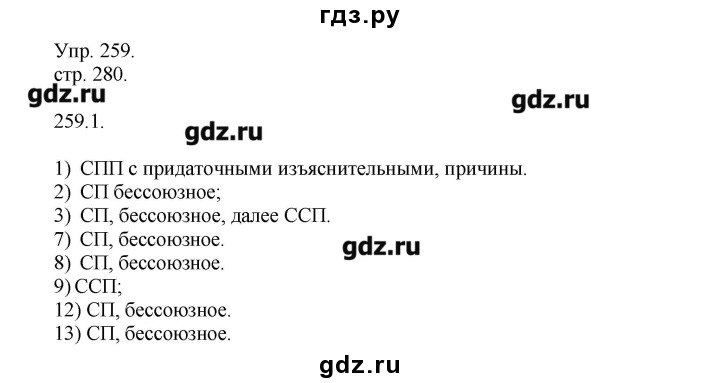 гдз.ру
Упр. 259.
стр. 280.
gdz.ru
gdz.ru
259.1.
gdz.ru
1) СПП с придаточными изъяснительными, причины.
2) СП бессоюзное;
3) СП, бессоюзное, далее ССП.
7) СП, бессоюзное.
gdz.ru
8) СП, бессоюзное.
9) ССП;
12) СП, бессоюзное.
13) СП, бессоюзное.
gdz.ru